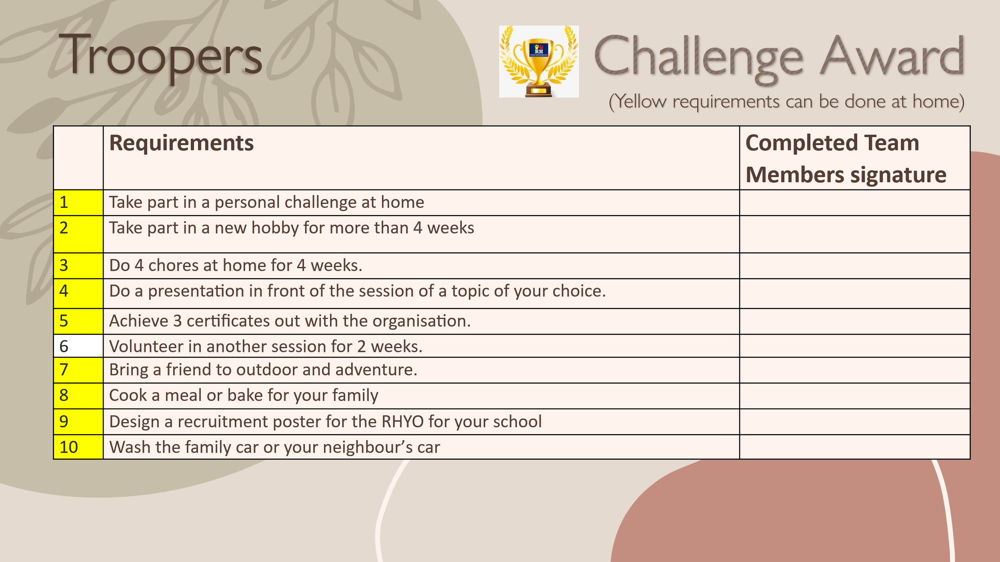 Troopers
RH
Challenge Award
(Yellow requirements can be done at home)
Requirements
Completed Team
Members signature
1 Take part in a personal challenge at home
2 Take part in a new hobby for more than 4 weeks
3 Do 4 chores at home for 4 weeks.
4 Do a presentation in front of the session of a topic of your choice.
5 Achieve 3 certificates out with the organisation.
6 Volunteer in another session for 2 weeks.
7 Bring a friend to outdoor and adventure.
8 Cook a meal or bake for your family
9 Design a recruitment poster for the RHYO for your school
10 Wash the family car or your neighbour’s car